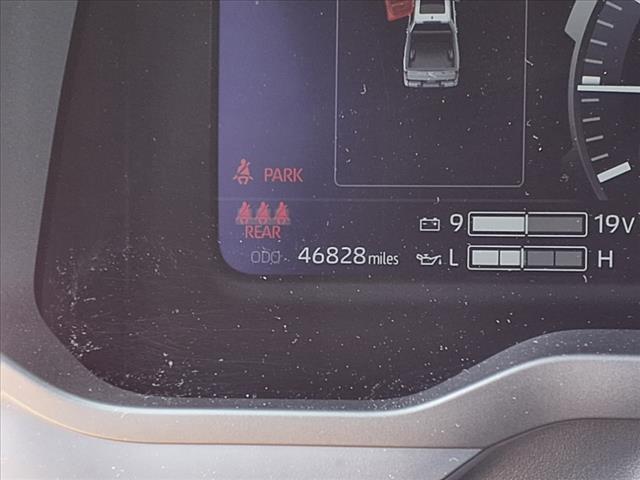 PARK
REAR
9 19V
ODO 46828 miles
L H